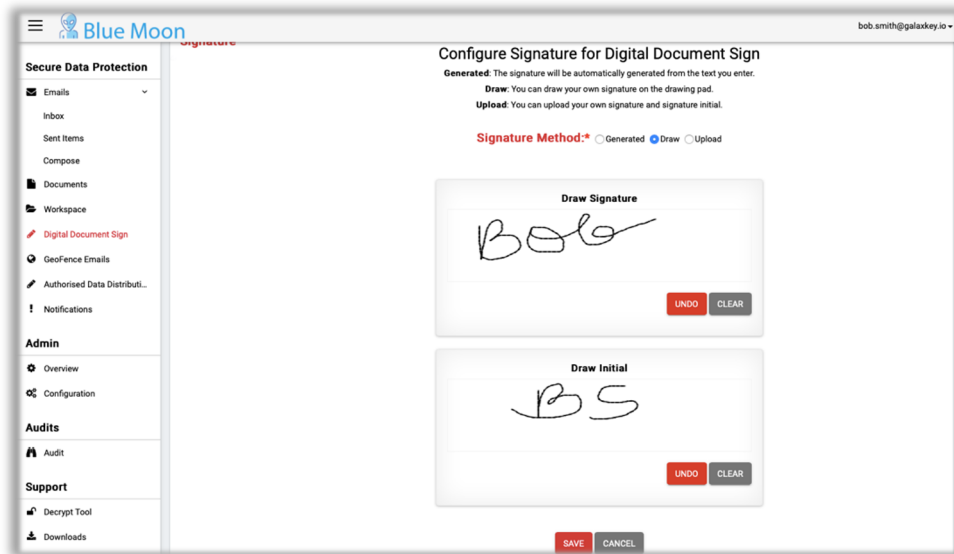 Blue Moon
bob.smith@galaxkey.io
Secure Data Protection
Emails
Inbox
Sent Items
Compose
Documents
Workspace
Digital Document Sign
GeoFence Emails
Authorised Data Distributi...
Notifications
Admin
Overview
Configuration
Audits
Audit
Support
Decrypt Tool
Downloads
Signature
Configure Signature for Digital Document Sign
Generated: The signature will be automatically generated from the text you enter.
Draw: You can draw your own signature on the drawing pad.
Upload: You can upload your own signature and signature initial.
Signature Method:* Generated Draw Upload
Draw Signature
Bob
UNDO CLEAR
Draw Initial
BS
UNDO CLEAR
SAVE CANCEL